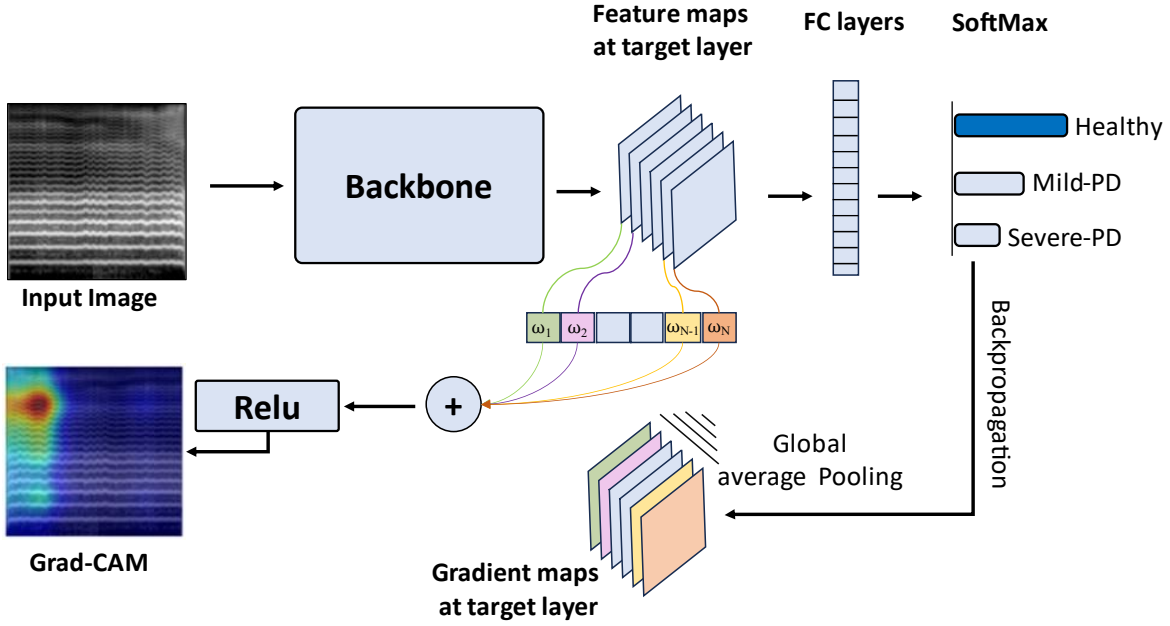 Feature maps
at target layer
FC layers
SoftMax
Healthy
Mild-PD
Severe-PD
Backbone
Input Image
ω1 ω2 ωN-1 ωN
Backpropagation
Relu
+
Global
average Pooling
Grad-CAM
Gradient maps
at target layer